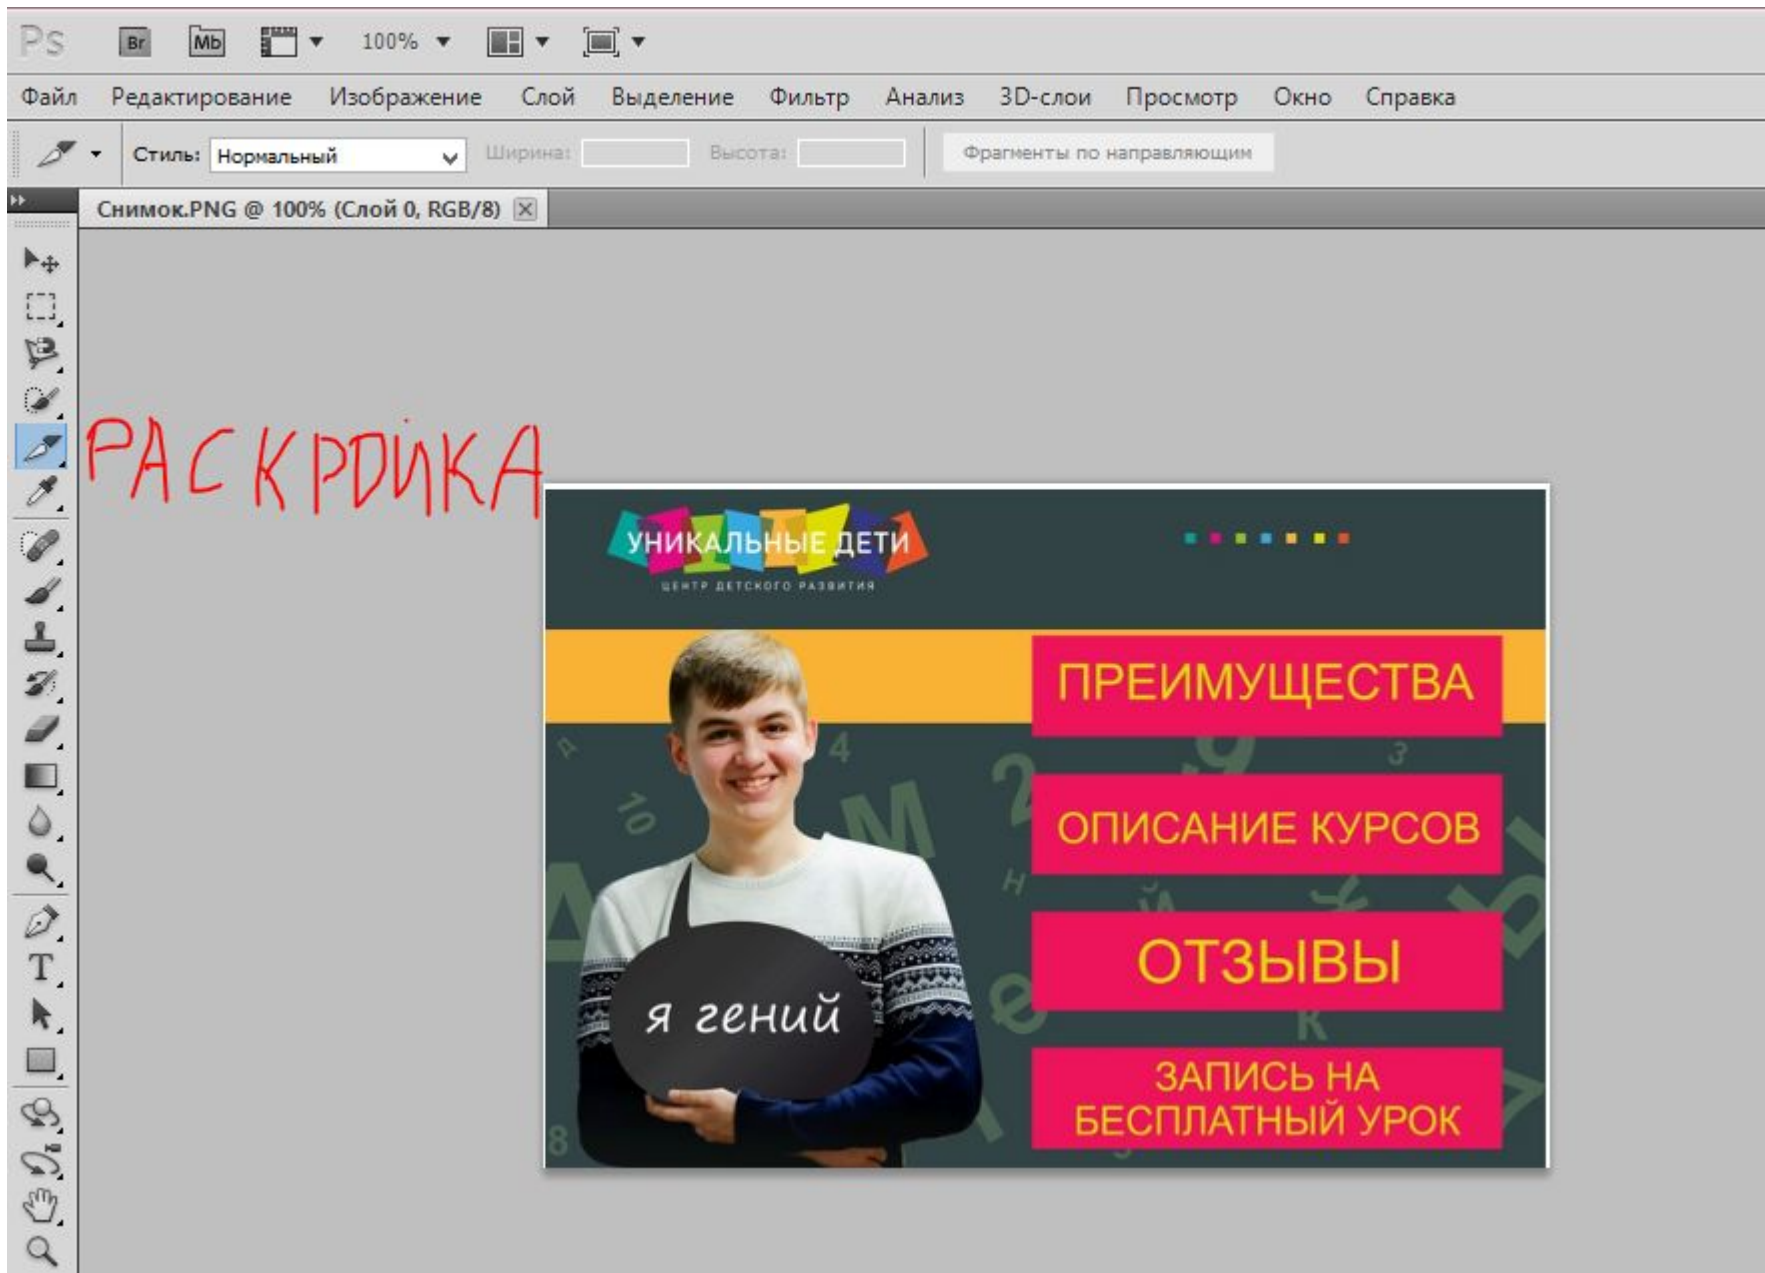 Ps Br Mb 100%
Файл Редактирование Изображение Слой Выделение Фильтр Анализ 3D-слои Просмотр Окно Справка
Стиль: Нормальный Ширина: Высота: Фрагменты по направляющим
Снимок.PNG @ 100% (Слой 0, RGB/8)
РАСКРОЙКА
УНИКАЛЬНЫЕ ДЕТИ
ЦЕНТР ДЕТСКОГО РАЗВИТИЯ
ПРЕИМУЩЕСТВА
ОПИСАНИЕ КУРСОВ
ОТЗЫВЫ
я гений
ЗАПИСЬ НА
БЕСПЛАТНЫЙ УРОК